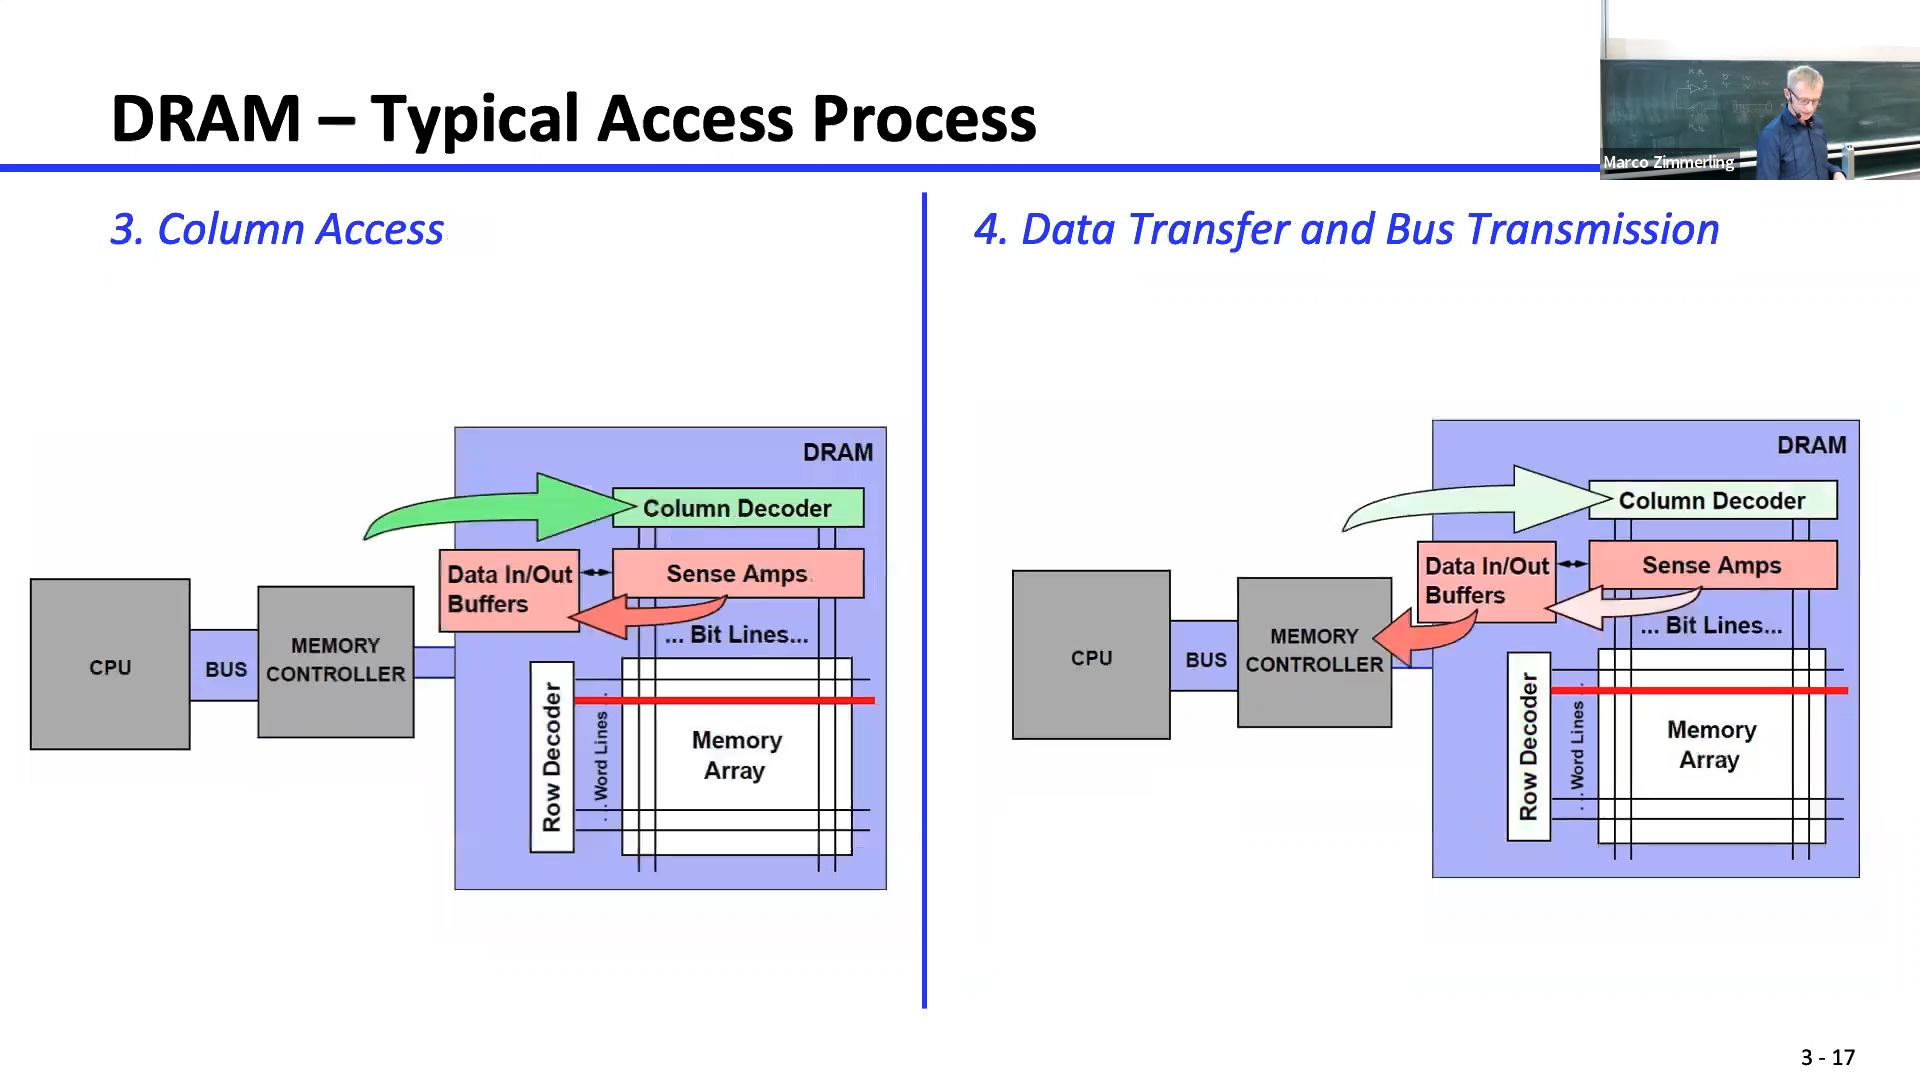 DRAM – Typical Access Process
Marco Zimmerling
3. Column Access
DRAM
Column Decoder
Data In/Out
Buffers
Sense Amps
... Bit Lines...
CPU
BUS
MEMORY
CONTROLLER
Row Decoder
...Word Lines...
Memory
Array
4. Data Transfer and Bus Transmission
DRAM
Column Decoder
Data In/Out
Buffers
Sense Amps
... Bit Lines...
CPU
BUS
MEMORY
CONTROLLER
Row Decoder
...Word Lines...
Memory
Array
3 - 17